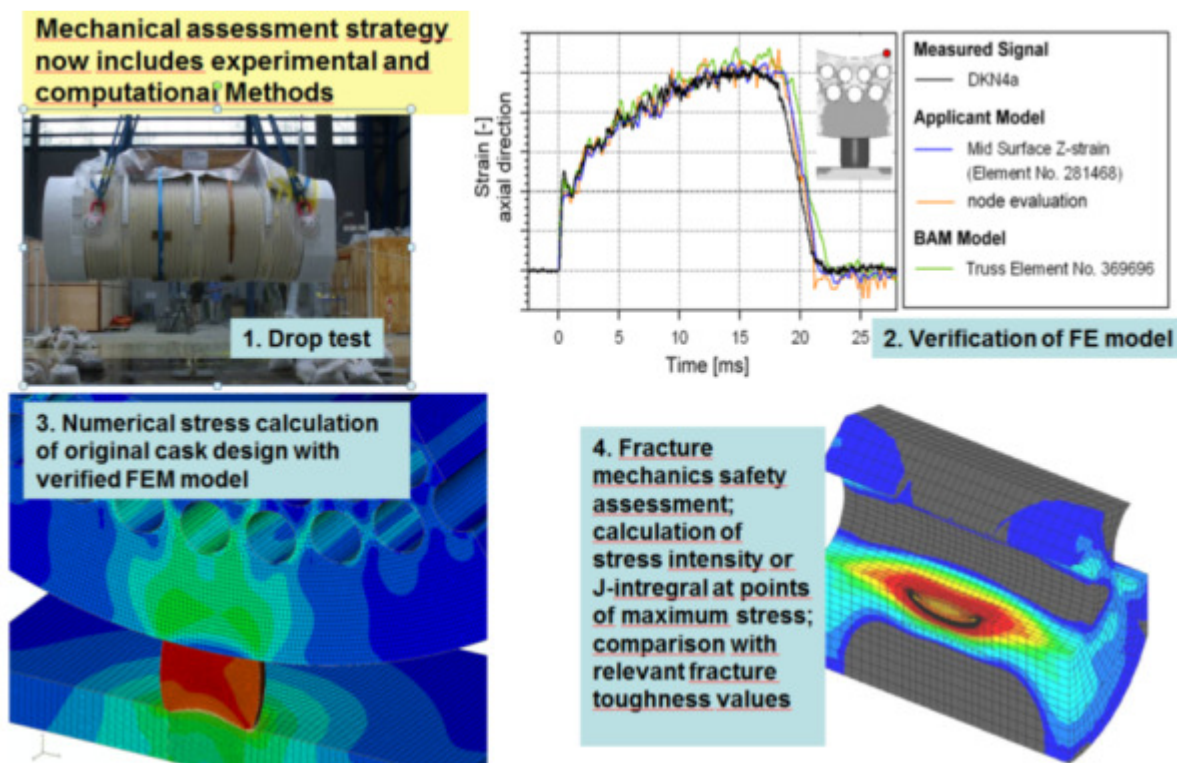 Mechanical assessment strategy
now includes experimental and
computational Methods
1. Drop test
Strain [-]
axial direction
0
5
10
15
20
25
Time [ms]
Measured Signal
DKN4a
Applicant Model
Mid Surface Z-strain
(Element No. 281468)
node evaluation
BAM Model
Truss Element No. 369696
2. Verification of FE model
3. Numerical stress calculation
of original cask design with
verified FEM model
4. Fracture
mechanics safety
assessment;
calculation of
stress intensity or
J-intregral at points
of maximum stress;
comparison with
relevant fracture
toughness values